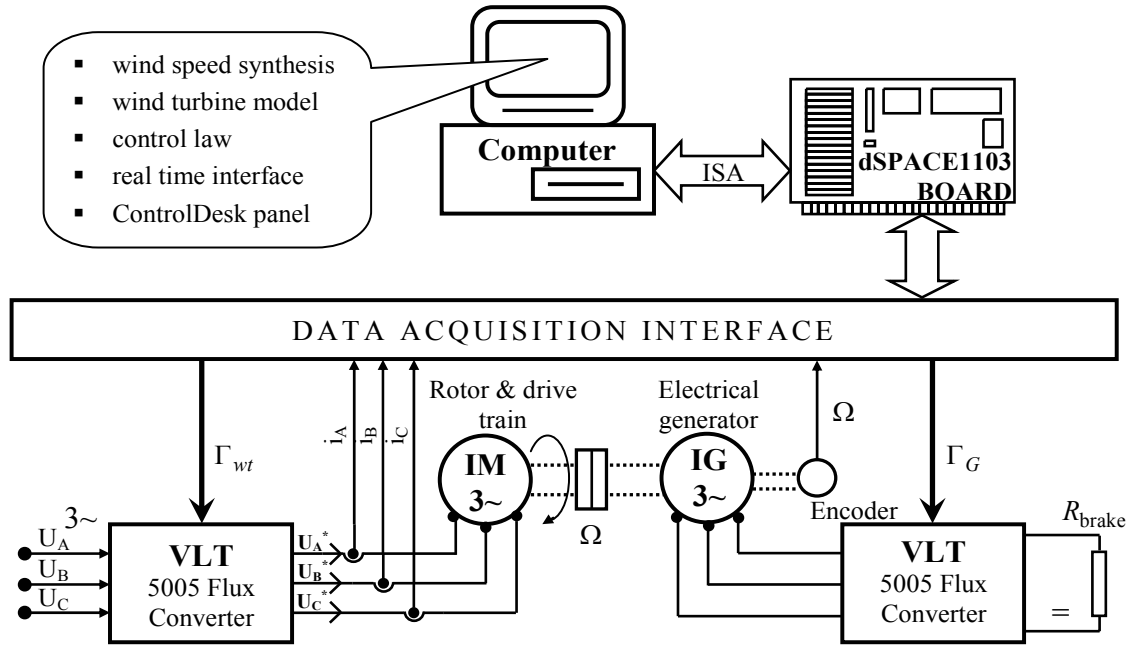 ▪ wind speed synthesis
▪ wind turbine model
▪ control law
▪ real time interface
▪ ControlDesk panel
Computer
ISA
dSPACE1103
BOARD
DATA ACQUISITION INTERFACE
Γwt
iA
iB
iC
Rotor & drive
train
IM
3~
Ω
Electrical
generator
IG
3~
Ω
Encoder
ΓG
Rbrake
3~
UA
UB
UC
VLT
5005 Flux
Converter
UA*
UB*
UC*
VLT
5005 Flux
Converter
=